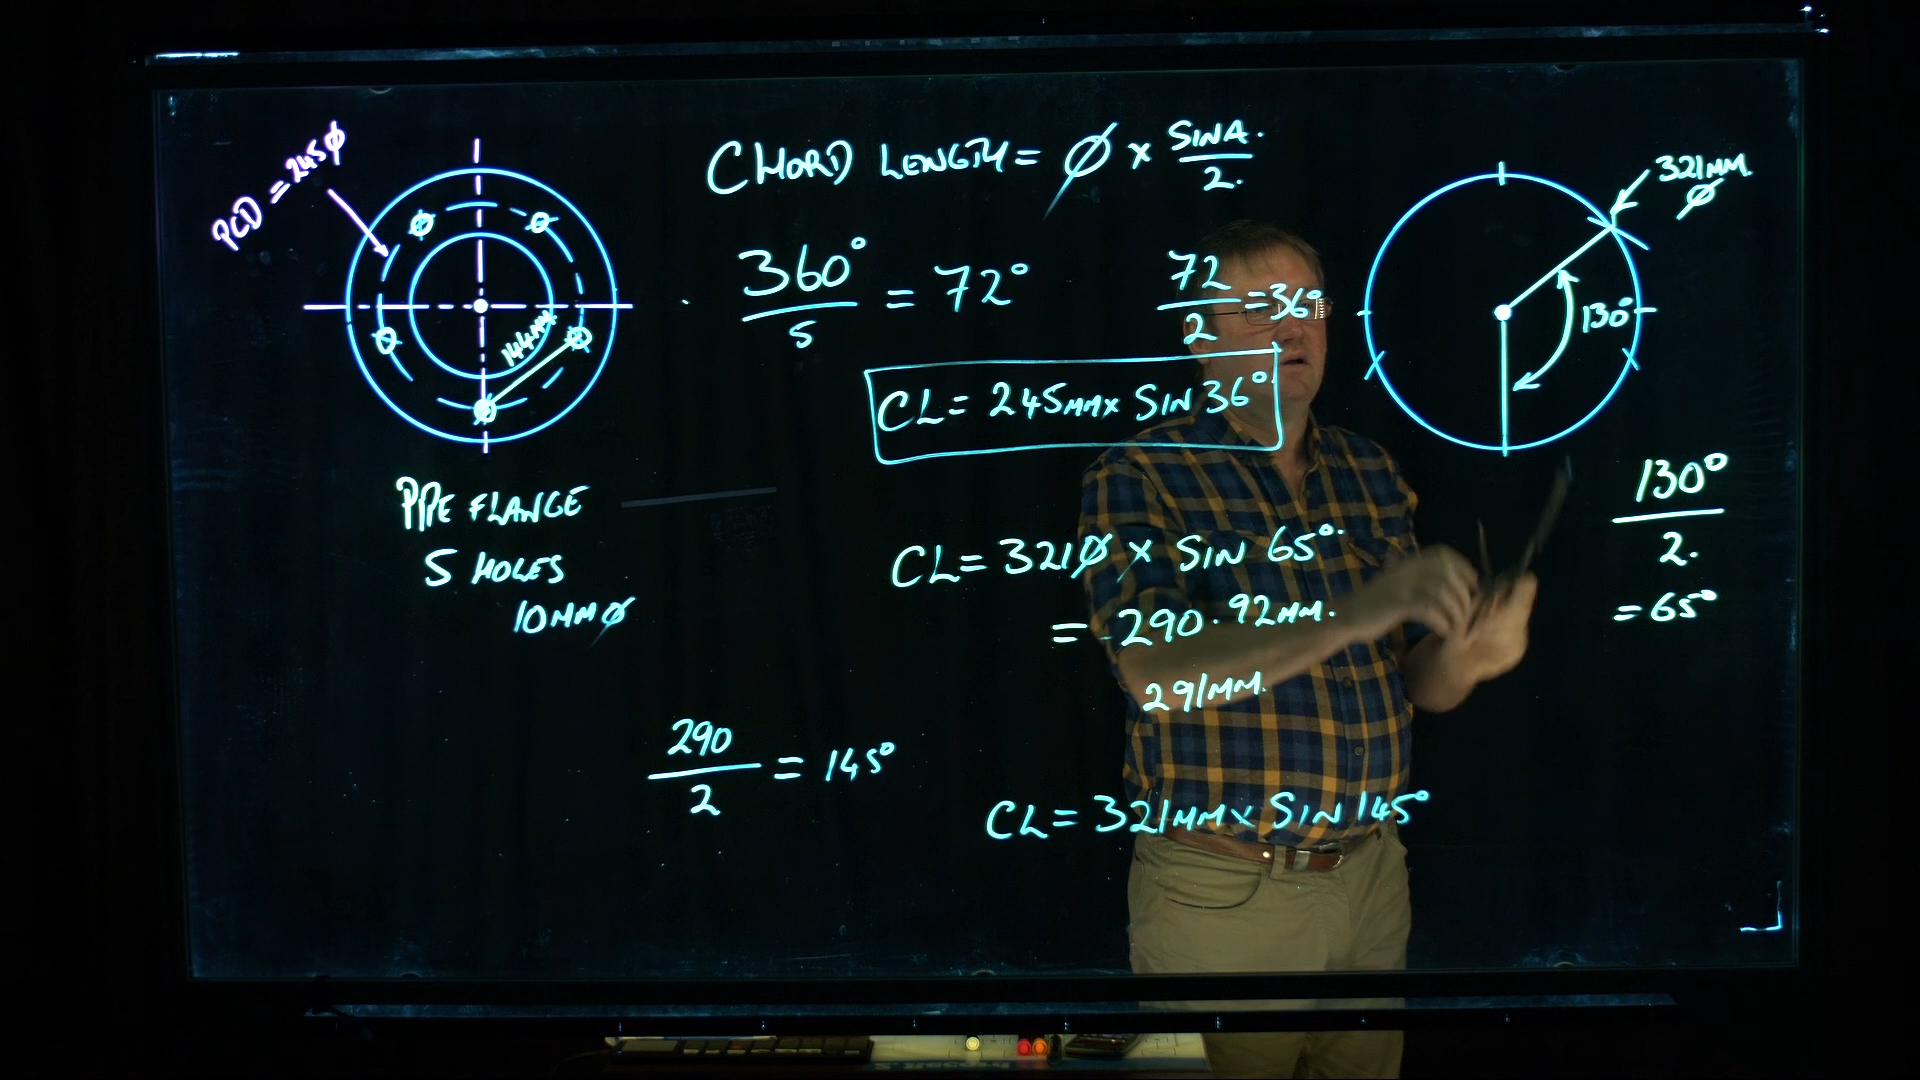 PCD = 245 Ø
144MM.
PIPE FLANGE
5 HOLES
10MM Ø
CHORD LENGTH = Ø × SIN A.
2.
360°
5
= 72°
72
2
= 36°
CL = 245MM × SIN 36°
CL = 321Ø × SIN 65°.
= 290.92MM.
291MM.
290
2
= 145°
CL = 321MM × SIN 145°
321MM.
Ø
130°
130°
2.
= 65°